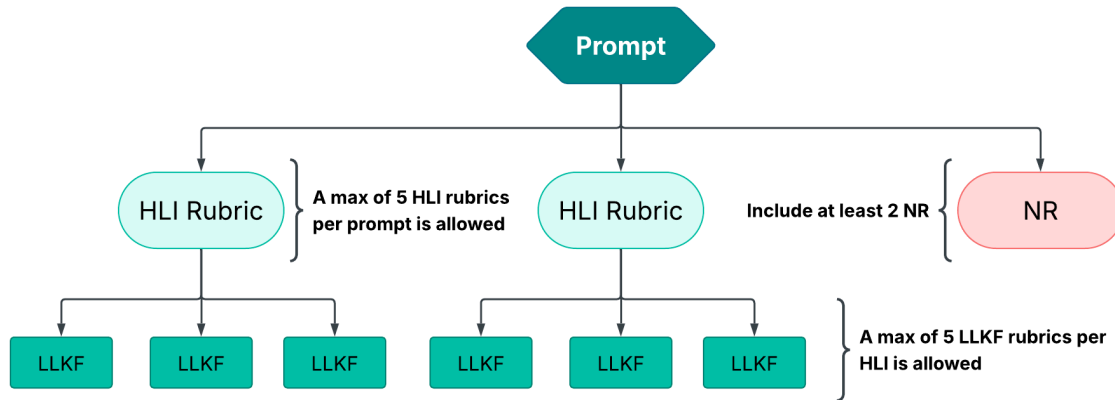 Prompt
HLI Rubric
A max of 5 HLI rubrics
per prompt is allowed
HLI Rubric
Include at least 2 NR
NR
LLKF
LLKF
LLKF
LLKF
LLKF
LLKF
A max of 5 LLKF rubrics per
HLI is allowed